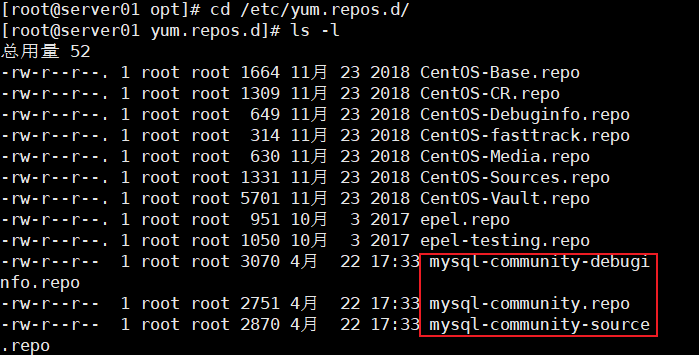 [root@server01 opt]# cd /etc/yum.repos.d/
[root@server01 yum.repos.d]# ls -l
总用量 52
-rw-r--r--. 1 root root 1664 11月 23 2018 CentOS-Base.repo
-rw-r--r--. 1 root root 1309 11月 23 2018 CentOS-CR.repo
-rw-r--r--. 1 root root  649 11月 23 2018 CentOS-Debuginfo.repo
-rw-r--r--. 1 root root  314 11月 23 2018 CentOS-fasttrack.repo
-rw-r--r--. 1 root root  630 11月 23 2018 CentOS-Media.repo
-rw-r--r--. 1 root root 1331 11月 23 2018 CentOS-Sources.repo
-rw-r--r--. 1 root root 5701 11月 23 2018 CentOS-Vault.repo
-rw-r--r--. 1 root root  951 10月  3 2017 epel.repo
-rw-r--r--. 1 root root 1050 10月  3 2017 epel-testing.repo
-rw-r--r--  1 root root 3070 4月  22 17:33 mysql-community-debugi
nfo.repo
-rw-r--r--  1 root root 2751 4月  22 17:33 mysql-community.repo
-rw-r--r--  1 root root 2870 4月  22 17:33 mysql-community-source
.repo